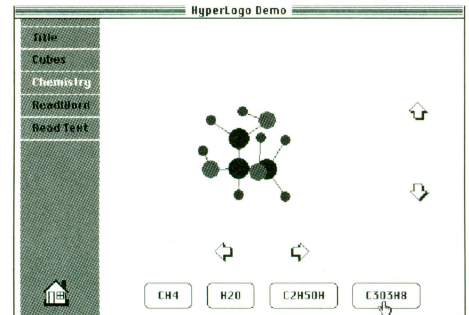 HyperLogo Demo
Title
Cubes
Chemistry
ReadWord
Read Text
CH4
H2O
C2H5OH
C3O3H8